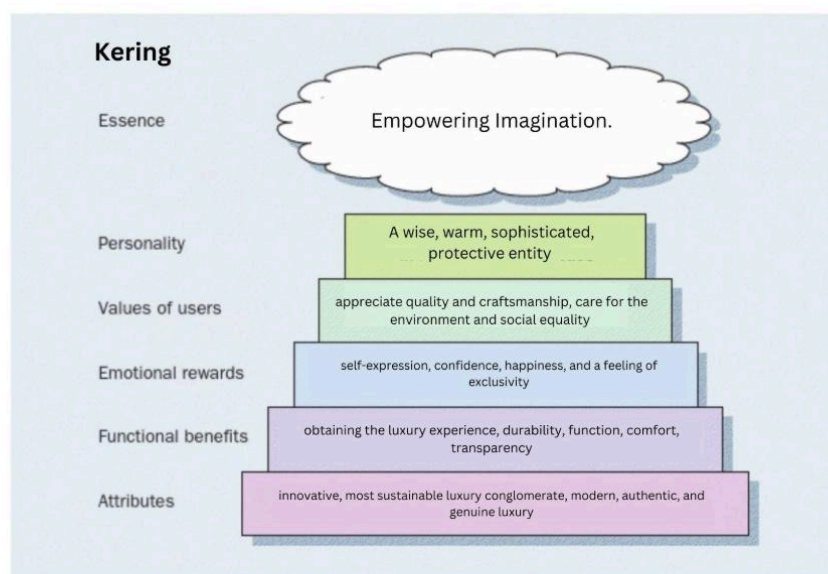 Kering
Essence
Empowering Imagination.
Personality
A wise, warm, sophisticated,
protective entity
Values of users
appreciate quality and craftsmanship, care for the
environment and social equality
Emotional rewards
self-expression, confidence, happiness, and a feeling of
exclusivity
Functional benefits
obtaining the luxury experience, durability, function, comfort,
transparency
Attributes
innovative, most sustainable luxury conglomerate, modern, authentic, and
genuine luxury